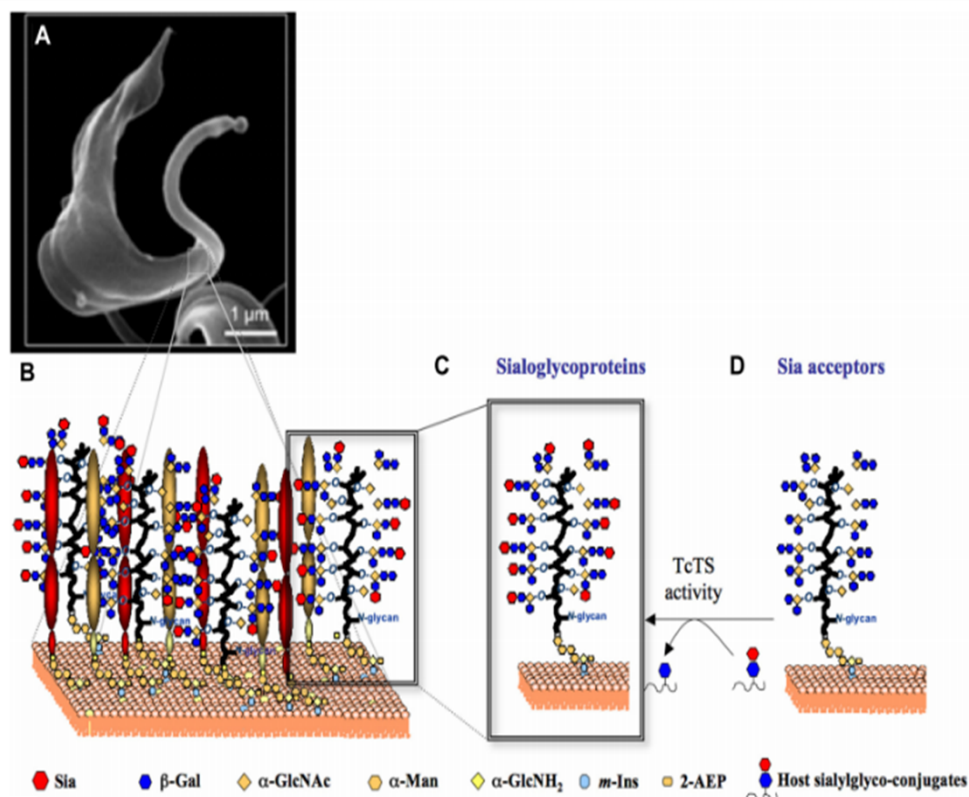 A
1 µm
B
C
Sialoglycoproteins
D
Sia acceptors
TcTS
activity
N-glycan
N-glycan
N-glycan
N-glycan
N-glycan
Sia
β-Gal
α-GlcNAc
α-Man
α-GlcNH₂
m-Ins
2-AEP
Host sialylglyco-conjugates